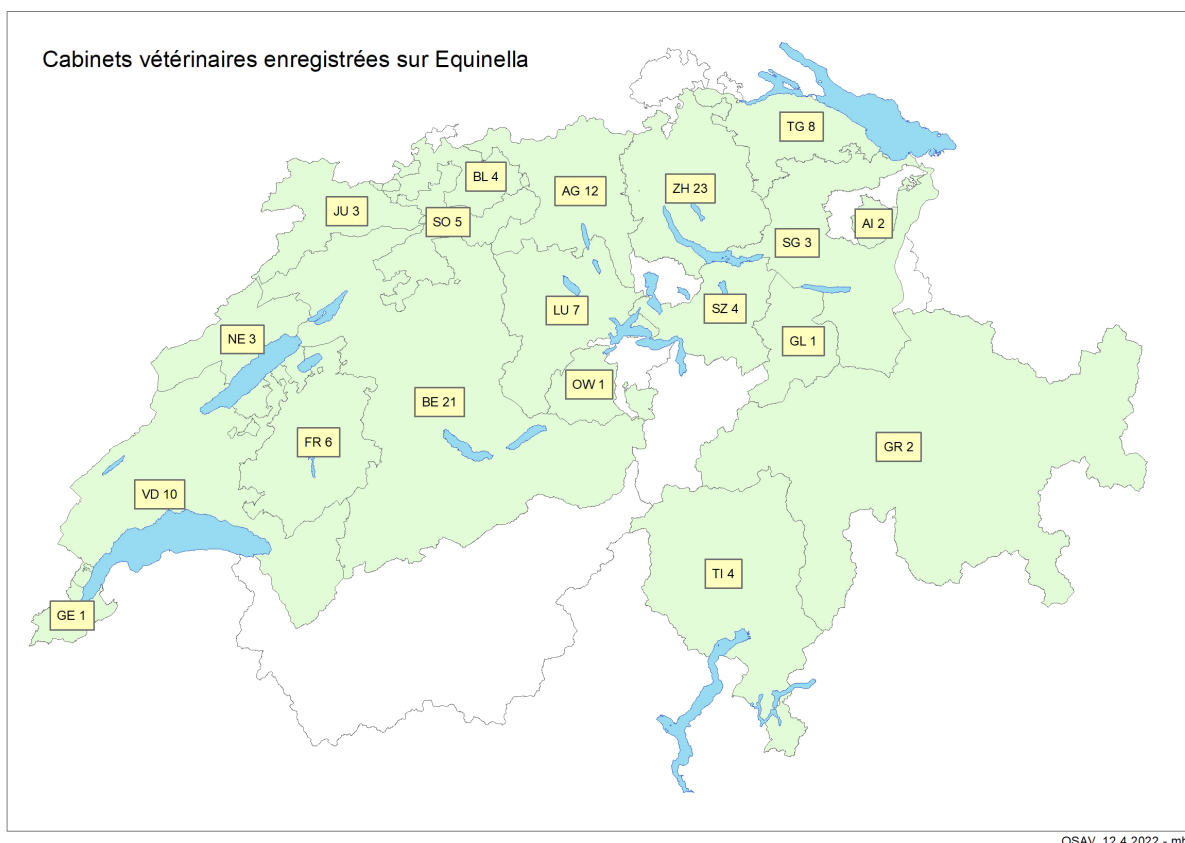 Cabinets vétérinaires enregistrées sur Equinella
TG 8
BL 4
AG 12
ZH 23
JU 3
SO 5
AI 2
SG 3
LU 7
SZ 4
NE 3
GL 1
OW 1
BE 21
FR 6
GR 2
VD 10
TI 4
GE 1
OSAV, 12.4.2022 - mh